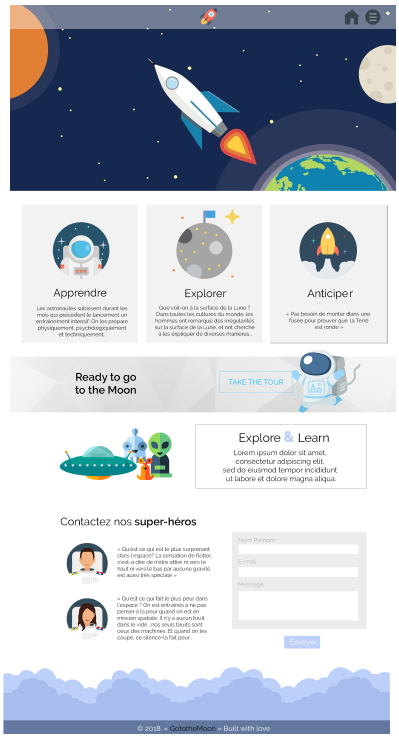 Apprendre
Les astronautes subissent durant les
mois qui précèdent le lancement un
entraînement intensif. On les prépare
physiquement, psychologiquement
et techniquement...
Explorer
Que voit-on à la surface de la Lune ?
Dans toutes les cultures du monde, les
hommes ont remarqué des irrégularités
sur la surface de la Lune, et ont cherché
à les expliquer de diverses manières...
Anticiper
« Pas besoin de monter dians une
fusée pour prouver que la Terre
est ronde »
Ready to go
to the Moon
TAKE THE TOUR
Explore & Learn
Lorem ipsum dolor sit amet,
consectetur adipiscing elit,
sed do eiusmod tempor incididunt
ut labore et dolore magna aliqua.
Contactez nos super-héros
« Qu'est ce qui est le plus surprenant
dans l'espace? La sensation de flotter,
c'est-à dire de n'être attiré ni vers le
haut ni vers le bas par aucune gravité
est aussi très spéciale »
« Qu'est ce qui fait le plus peur dans
l'espace ? On est entraînés à ne pas
penser à la peur quand on est en
mission spatiale. Il n'y a aucun bruit
dans le vide , nos seuls bruits sont
ceux des machines. Et quand on les
coupe, ce silence-là fait peur...
Nom Prénom
E-mail
Message
Envoyer
© 2018 « GototheMoon » Built with love